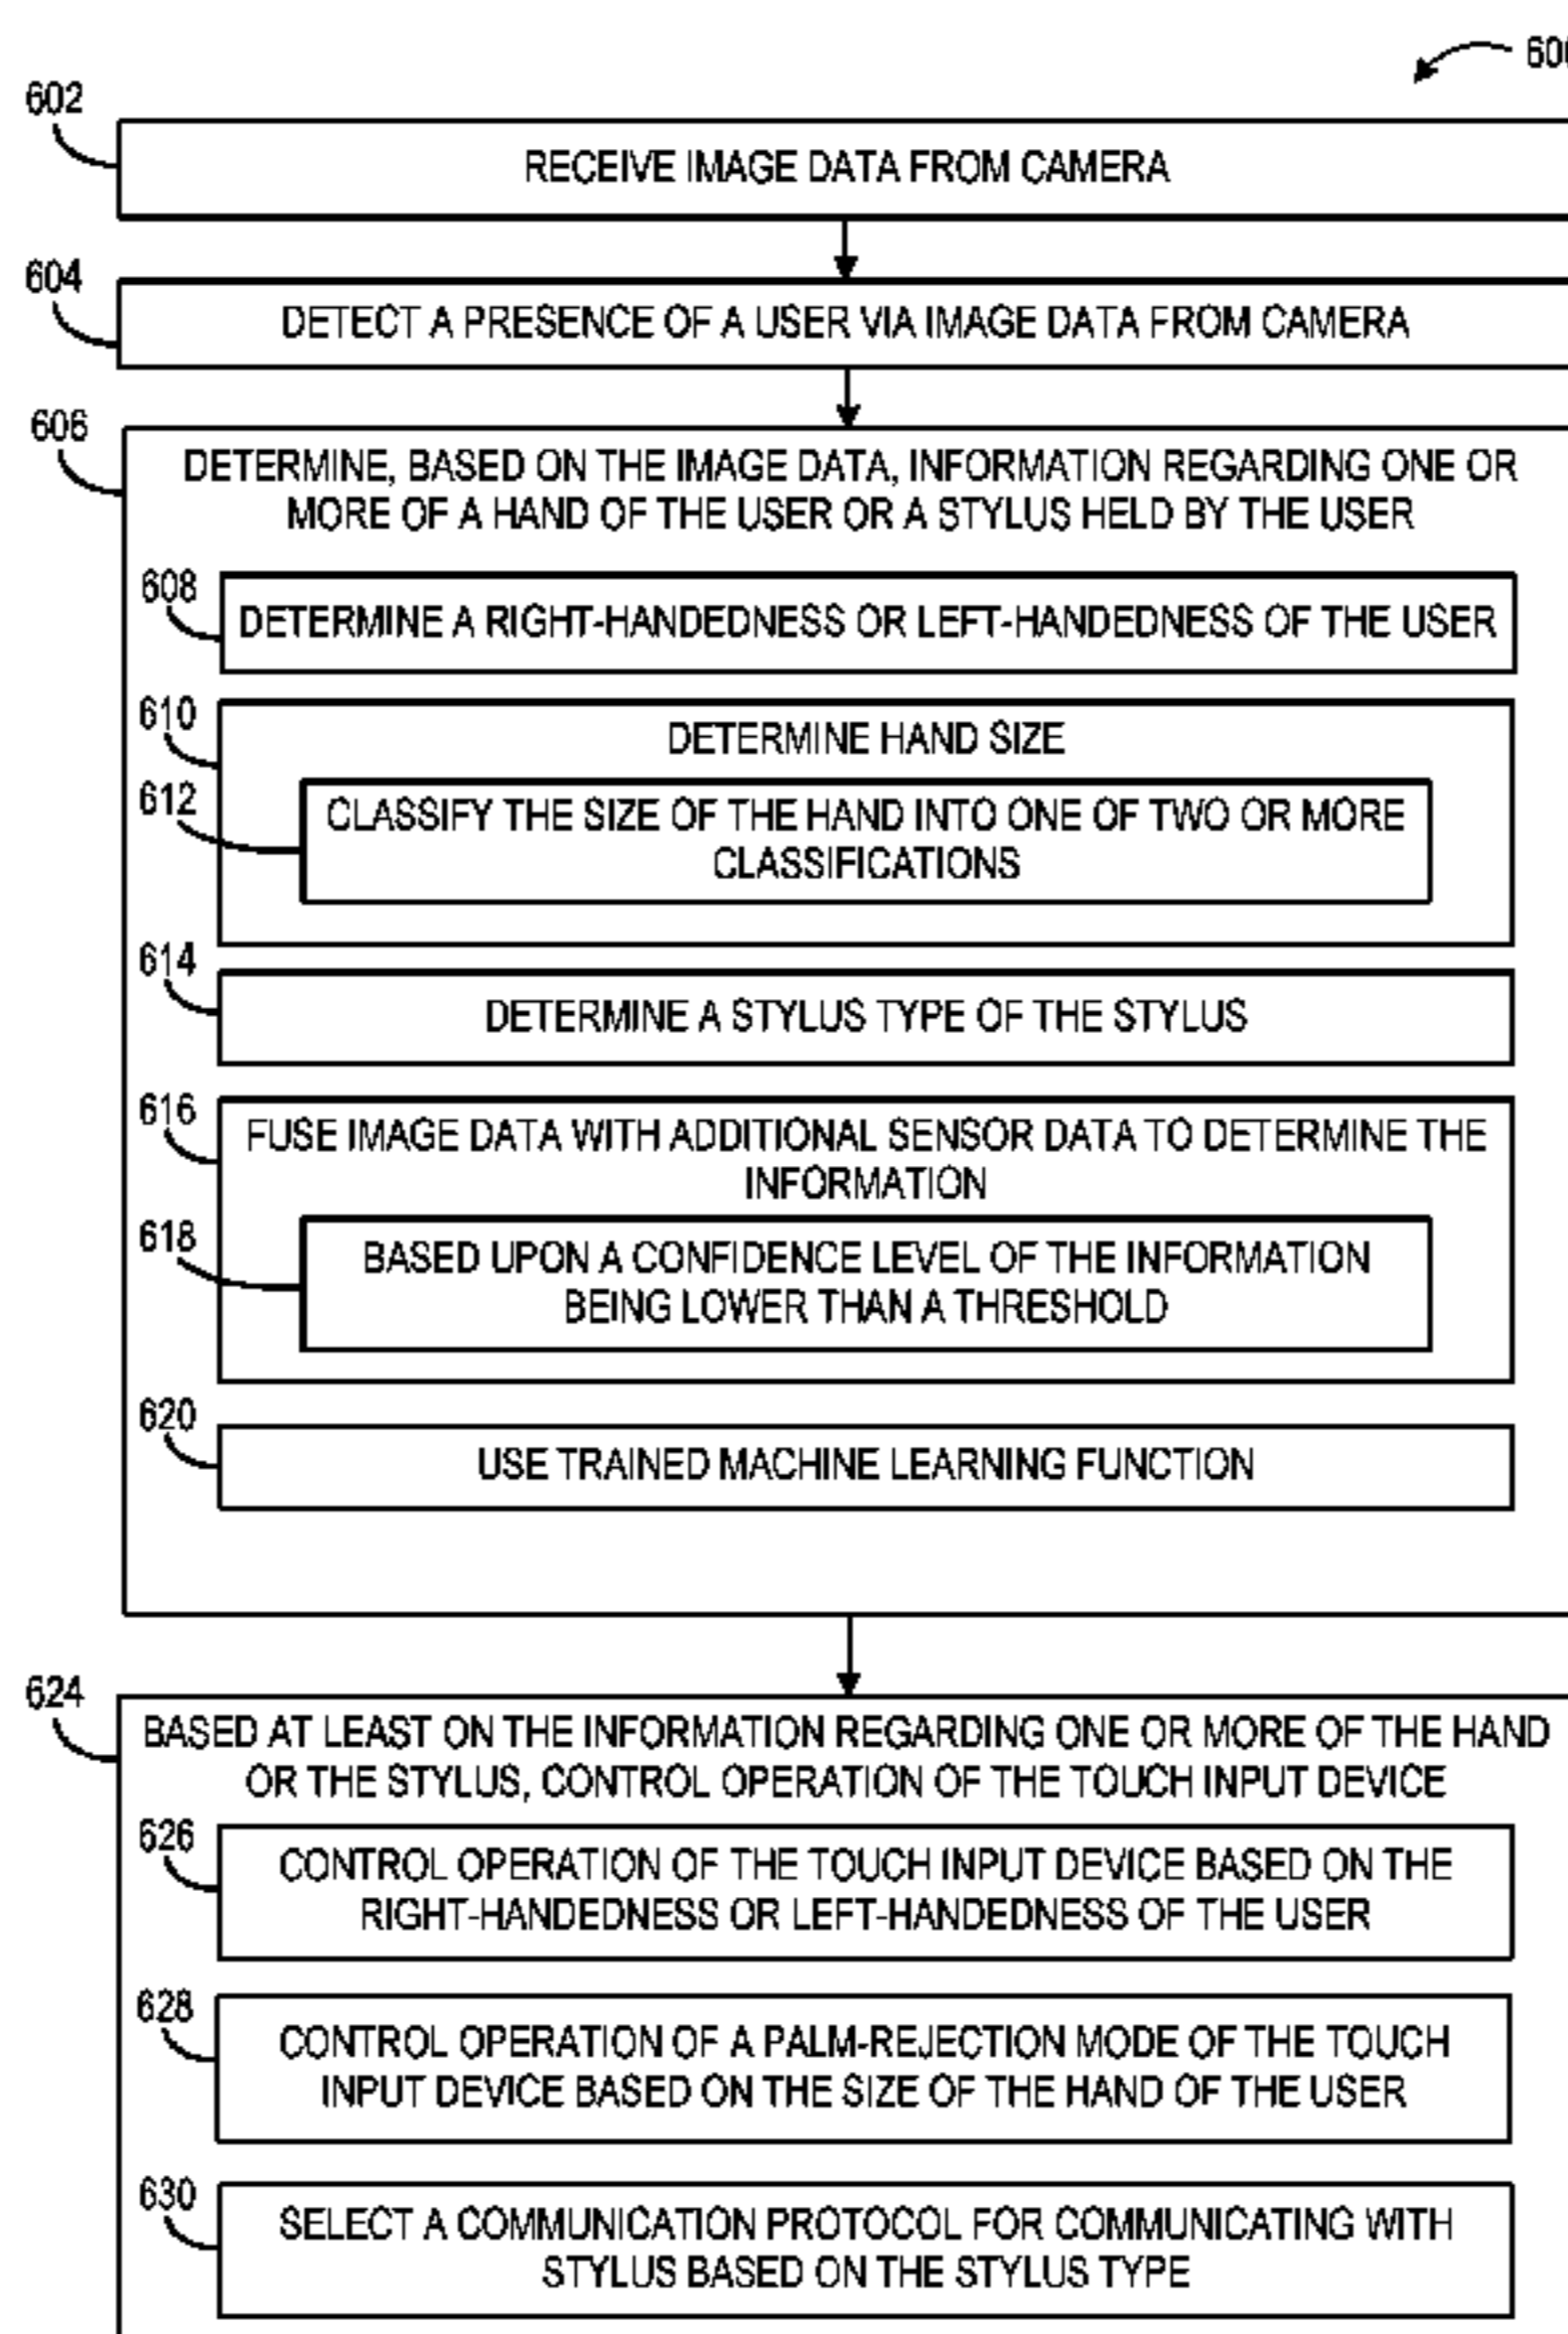 600
602
RECEIVE IMAGE DATA FROM CAMERA
604
DETECT A PRESENCE OF A USER VIA IMAGE DATA FROM CAMERA
606
DETERMINE, BASED ON THE IMAGE DATA, INFORMATION REGARDING ONE OR
MORE OF A HAND OF THE USER OR A STYLUS HELD BY THE USER
608
DETERMINE A RIGHT-HANDEDNESS OR LEFT-HANDEDNESS OF THE USER
610
DETERMINE HAND SIZE
612
CLASSIFY THE SIZE OF THE HAND INTO ONE OF TWO OR MORE
CLASSIFICATIONS
614
DETERMINE A STYLUS TYPE OF THE STYLUS
616
FUSE IMAGE DATA WITH ADDITIONAL SENSOR DATA TO DETERMINE THE
INFORMATION
618
BASED UPON A CONFIDENCE LEVEL OF THE INFORMATION
BEING LOWER THAN A THRESHOLD
620
USE TRAINED MACHINE LEARNING FUNCTION
624
BASED AT LEAST ON THE INFORMATION REGARDING ONE OR MORE OF THE HAND
OR THE STYLUS, CONTROL OPERATION OF THE TOUCH INPUT DEVICE
626
CONTROL OPERATION OF THE TOUCH INPUT DEVICE BASED ON THE
RIGHT-HANDEDNESS OR LEFT-HANDEDNESS OF THE USER
628
CONTROL OPERATION OF A PALM-REJECTION MODE OF THE TOUCH
INPUT DEVICE BASED ON THE SIZE OF THE HAND OF THE USER
630
SELECT A COMMUNICATION PROTOCOL FOR COMMUNICATING WITH
STYLUS BASED ON THE STYLUS TYPE